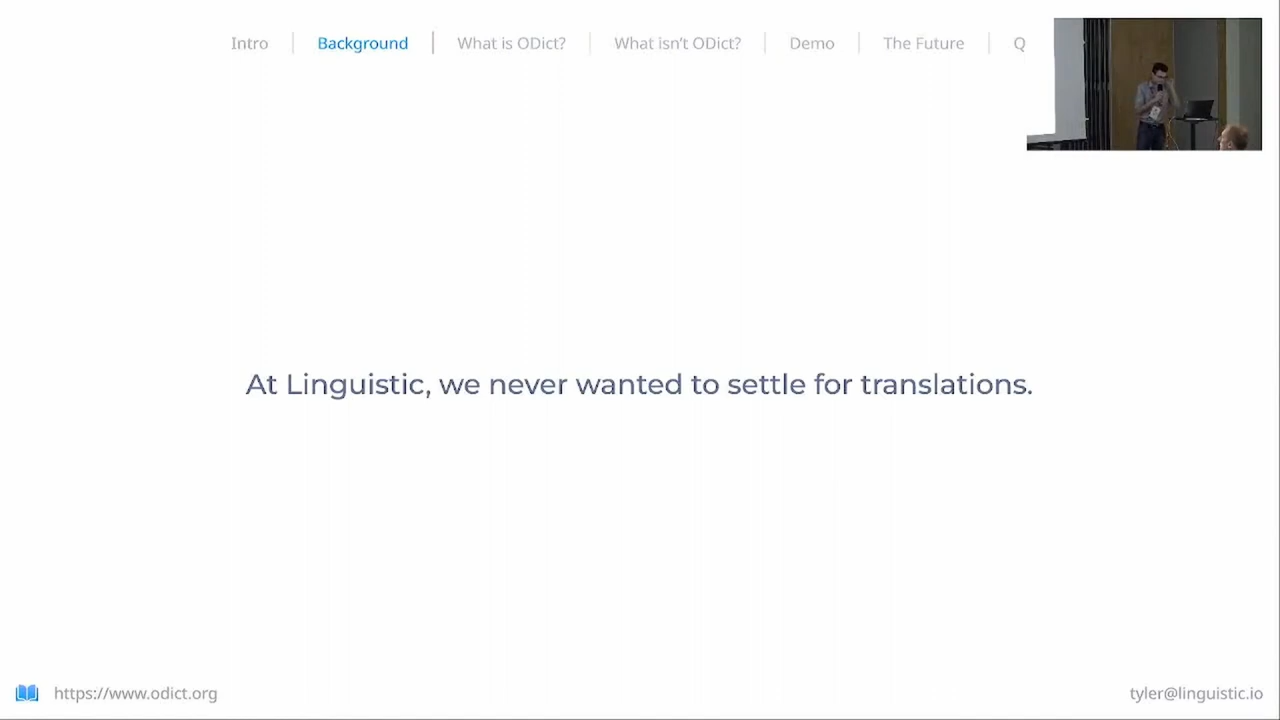 Intro
Background
What is ODict?
What isn't ODict?
Demo
The Future
Q
At Linguistic, we never wanted to settle for translations.
https://www.odict.org
tyler@linguistic.io